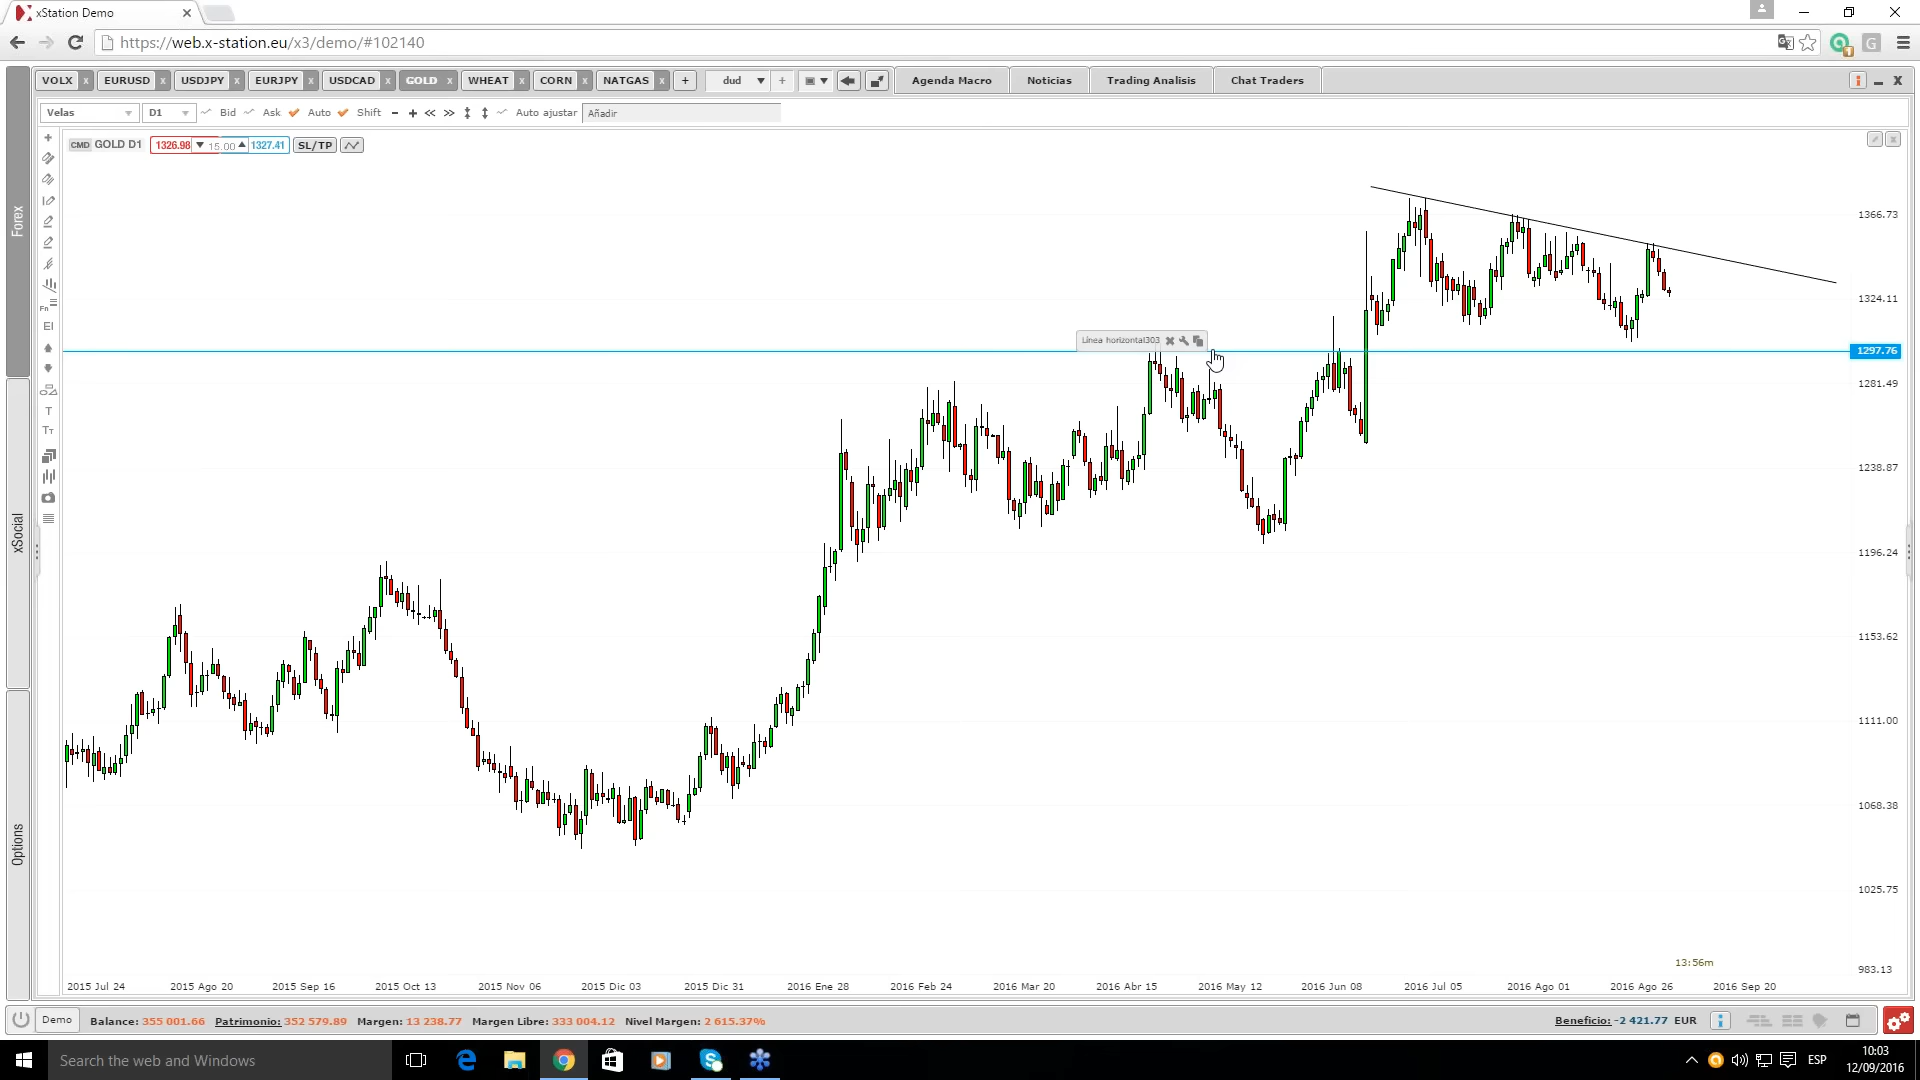 xStation Demo
https://web.x-station.eu/x3/demo/#102140
VOLX EURUSD USDJPY EURJPY USDCAD GOLD WHEAT CORN NATGAS + dud + Agenda Macro Noticias Trading Analisis Chat Traders
Velas D1 Bid Ask Auto Shift Auto ajustar Añadir
CMD GOLD D1 1326.98 15.00 1327.41 SL/TP
Forex
xSocial
Options
Fn
EI
T
TT
Línea horizontal303
1366.73
1324.11
1297.76
1281.49
1238.87
1196.24
1153.62
1111.00
1068.38
1025.75
983.13
13:56m
2015 Jul 24 2015 Ago 20 2015 Sep 16 2015 Oct 13 2015 Nov 06 2015 Dic 03 2015 Dic 31 2016 Ene 28 2016 Feb 24 2016 Mar 20 2016 Abr 15 2016 May 12 2016 Jun 08 2016 Jul 05 2016 Ago 01 2016 Ago 26 2016 Sep 20
Demo Balance: 355 001.66 Patrimonio: 352 579.89 Margen: 13 238.77 Margen Libre: 333 004.12 Nivel Margen: 2 615.37% Beneficio: -2 421.77 EUR
Search the web and Windows
ESP
10:03
12/09/2016